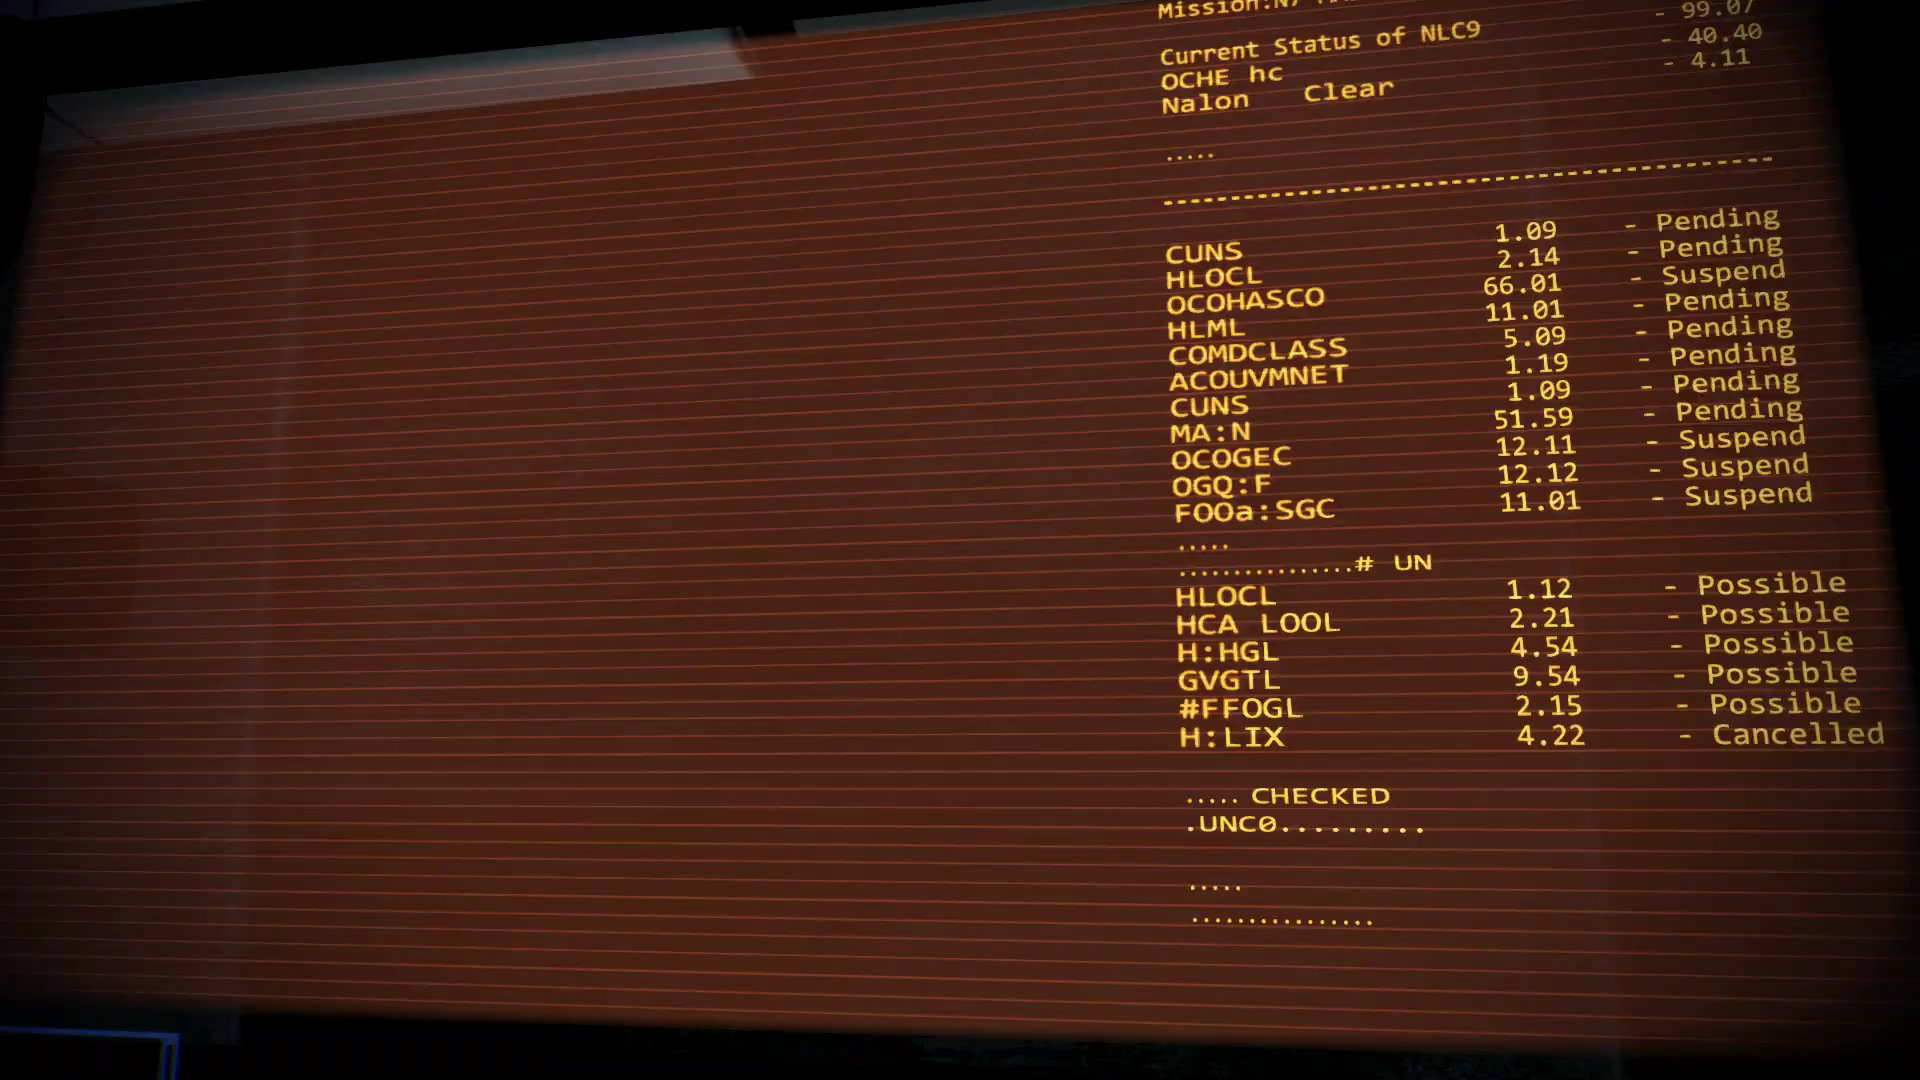 Mission:N7
- 99.07
Current Status of NLC9 - 40.40
OCHE hc - 4.11
Nalon Clear
.....
--------------------------------------------------
CUNS 1.09 - Pending
HLOCL 2.14 - Pending
OCOHASCO 66.01 - Suspend
HLML 11.01 - Pending
COMDCLASS 5.09 - Pending
ACOUVMNET 1.19 - Pending
CUNS 1.09 - Pending
MA:N 51.59 - Pending
OCOGEC 12.11 - Suspend
OGQ:F 12.12 - Suspend
FOOa:SGC 11.01 - Suspend
.....
................# UN
HLOCL 1.12 - Possible
HCA LOOL 2.21 - Possible
H:HGL 4.54 - Possible
GVGTL 9.54 - Possible
#FFOGL 2.15 - Possible
H:LIX 4.22 - Cancelled
..... CHECKED
.UNC0.........
.....
................